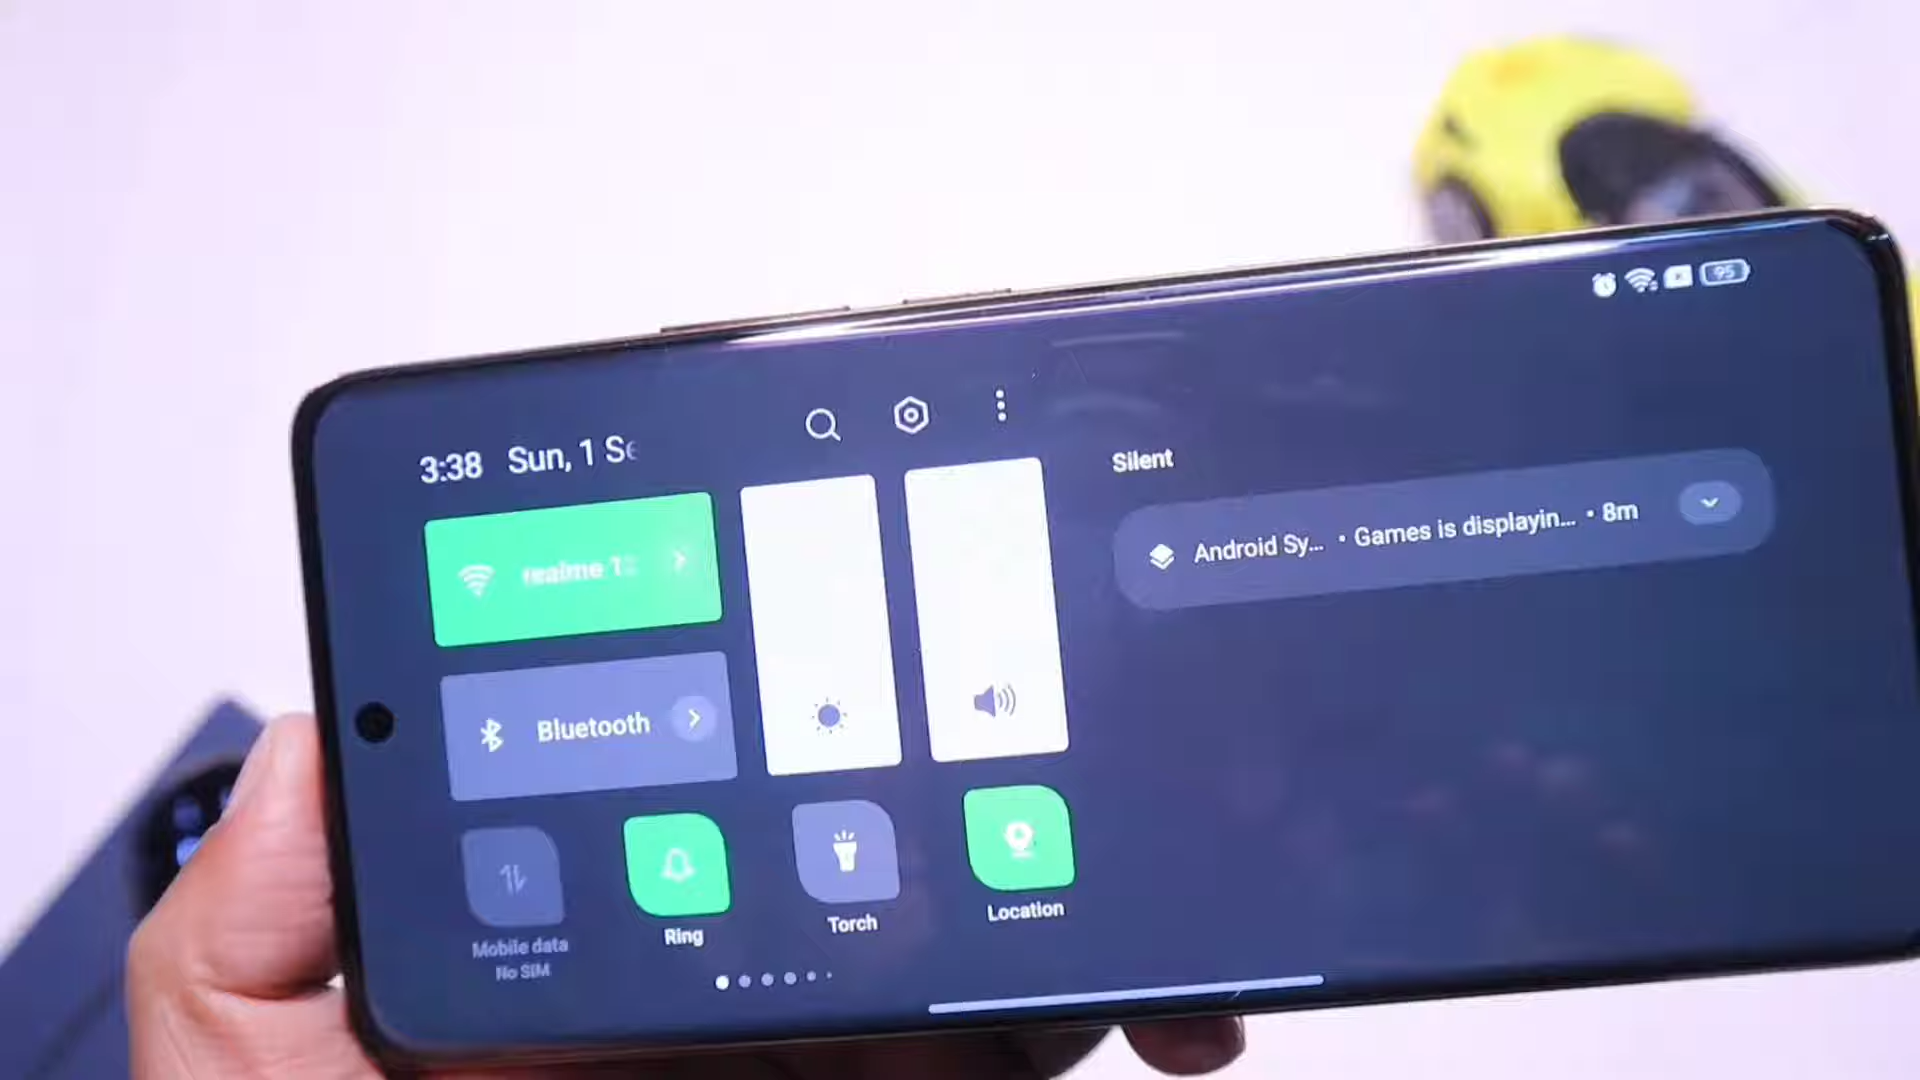 95
3:38 Sun, 1 Se
Silent
Android Sy... • Games is displayin... • 8m
realme 1
Bluetooth
Mobile data
No SIM
Ring
Torch
Location